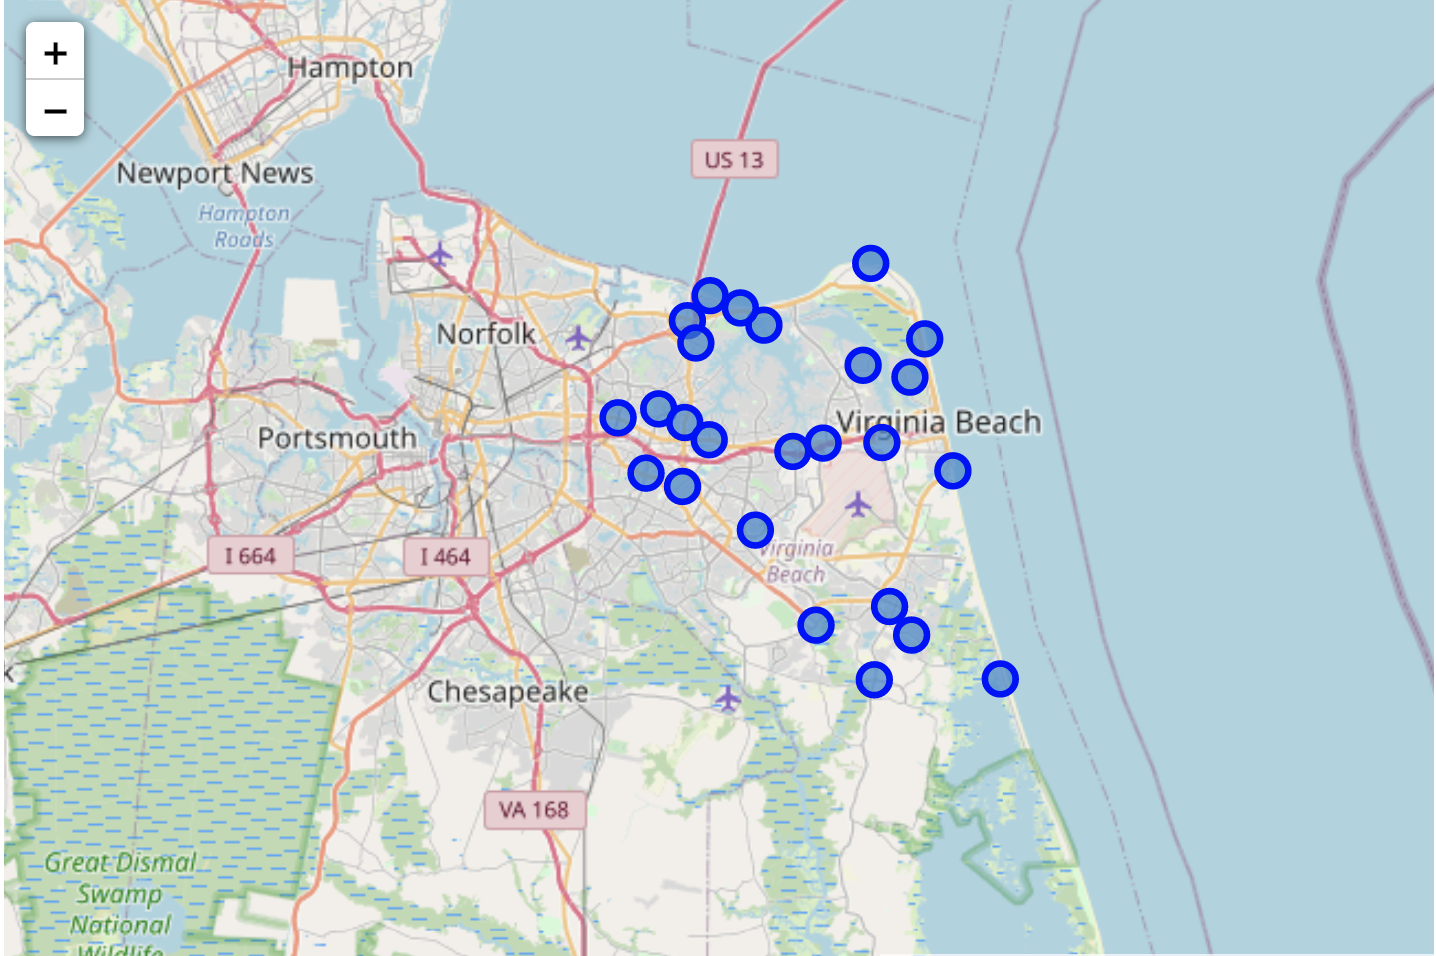 +
−
Hampton
US 13
Newport News
Hampton
Roads
Norfolk
Virginia Beach
Portsmouth
I 664
I 464
Virginia
Beach
k
Chesapeake
VA 168
Great Dismal
Swamp
National
Wildlife